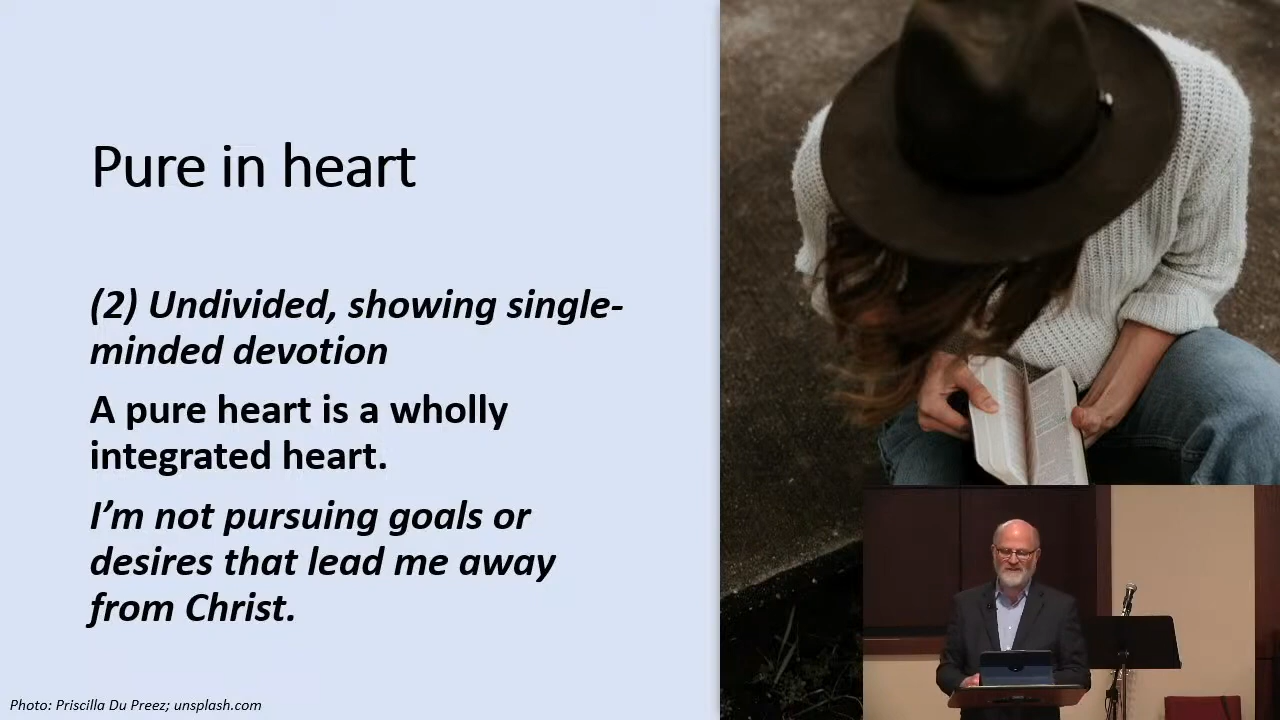 Pure in heart
(2) Undivided, showing single-
minded devotion
A pure heart is a wholly
integrated heart.
I’m not pursuing goals or
desires that lead me away
from Christ.
Photo: Priscilla Du Preez; unsplash.com